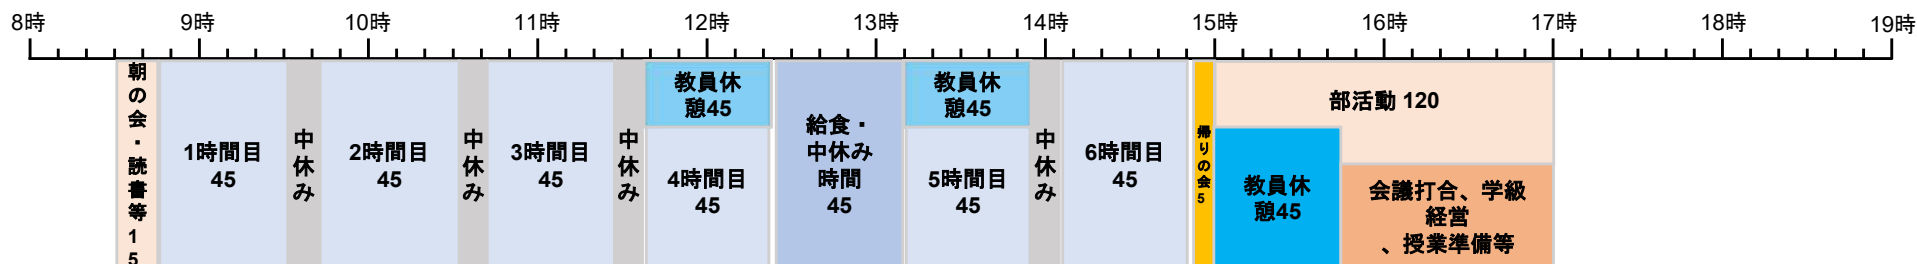 8時 9時 10時 11時 12時 13時 14時 15時 16時 17時 18時 19時
朝の会・読書等15
1時間目
45
中休み
2時間目
45
中休み
3時間目
45
中休み
教員休
憩45
4時間目
45
給食・
中休み
時間
45
教員休
憩45
5時間目
45
中休み
6時間目
45
帰りの会5
部活動 120
教員休
憩45
会議打合、学級
経営
、授業準備等